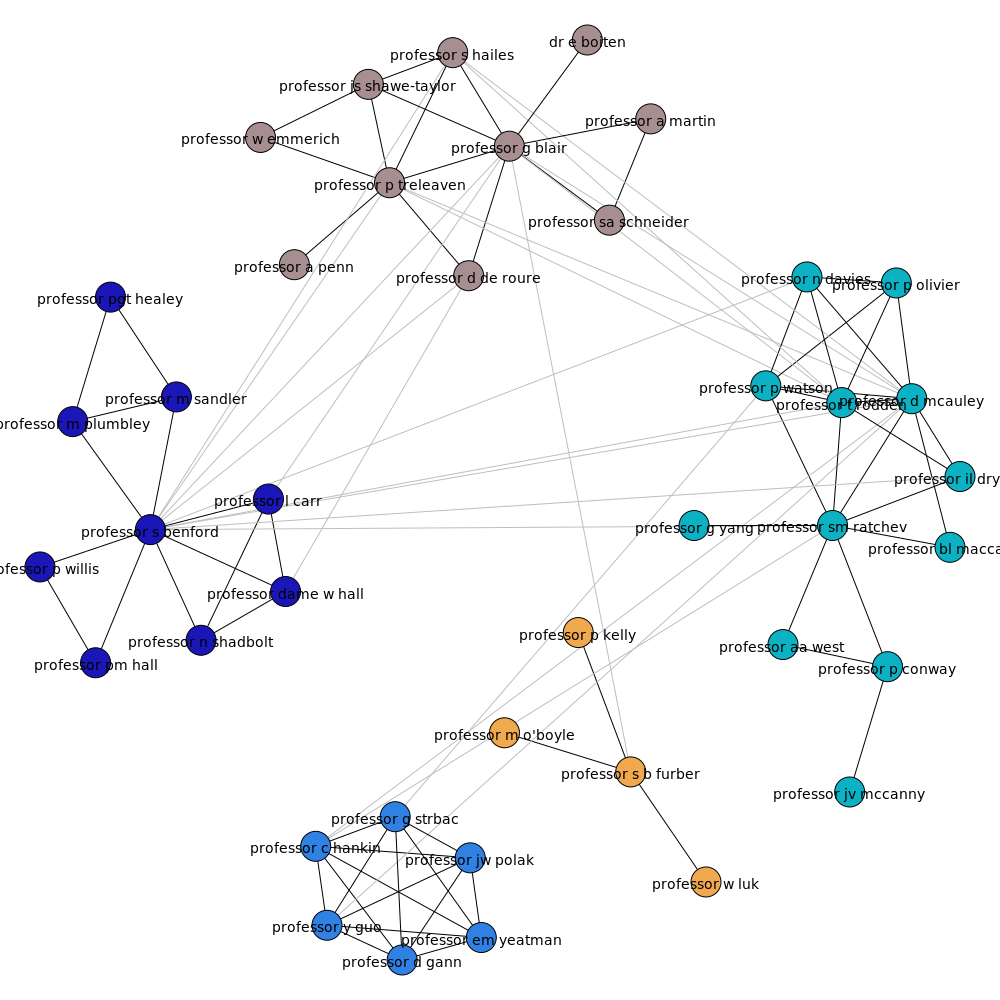 dr e boiten
professor s hailes
professor js shawe-taylor
professor a martin
professor w emmerich
professor g blair
professor p treleaven
professor sa schneider
professor a penn
professor d de roure
professor n davies
professor p olivier
professor pgt healey
professor p watson
professor m sandler
professor t rodden
professor d mcauley
professor m plumbley
professor il dry
professor l carr
professor g yang
professor sm ratchev
professor s benford
professor bl macca
ofessor p willis
professor dame w hall
professor p kelly
professor n shadbolt
professor aa west
professor pm hall
professor p conway
professor m o'boyle
professor s b furber
professor jv mccanny
professor g strbac
professor c hankin
professor jw polak
professor w luk
professor y guo
professor em yeatman
professor d gann